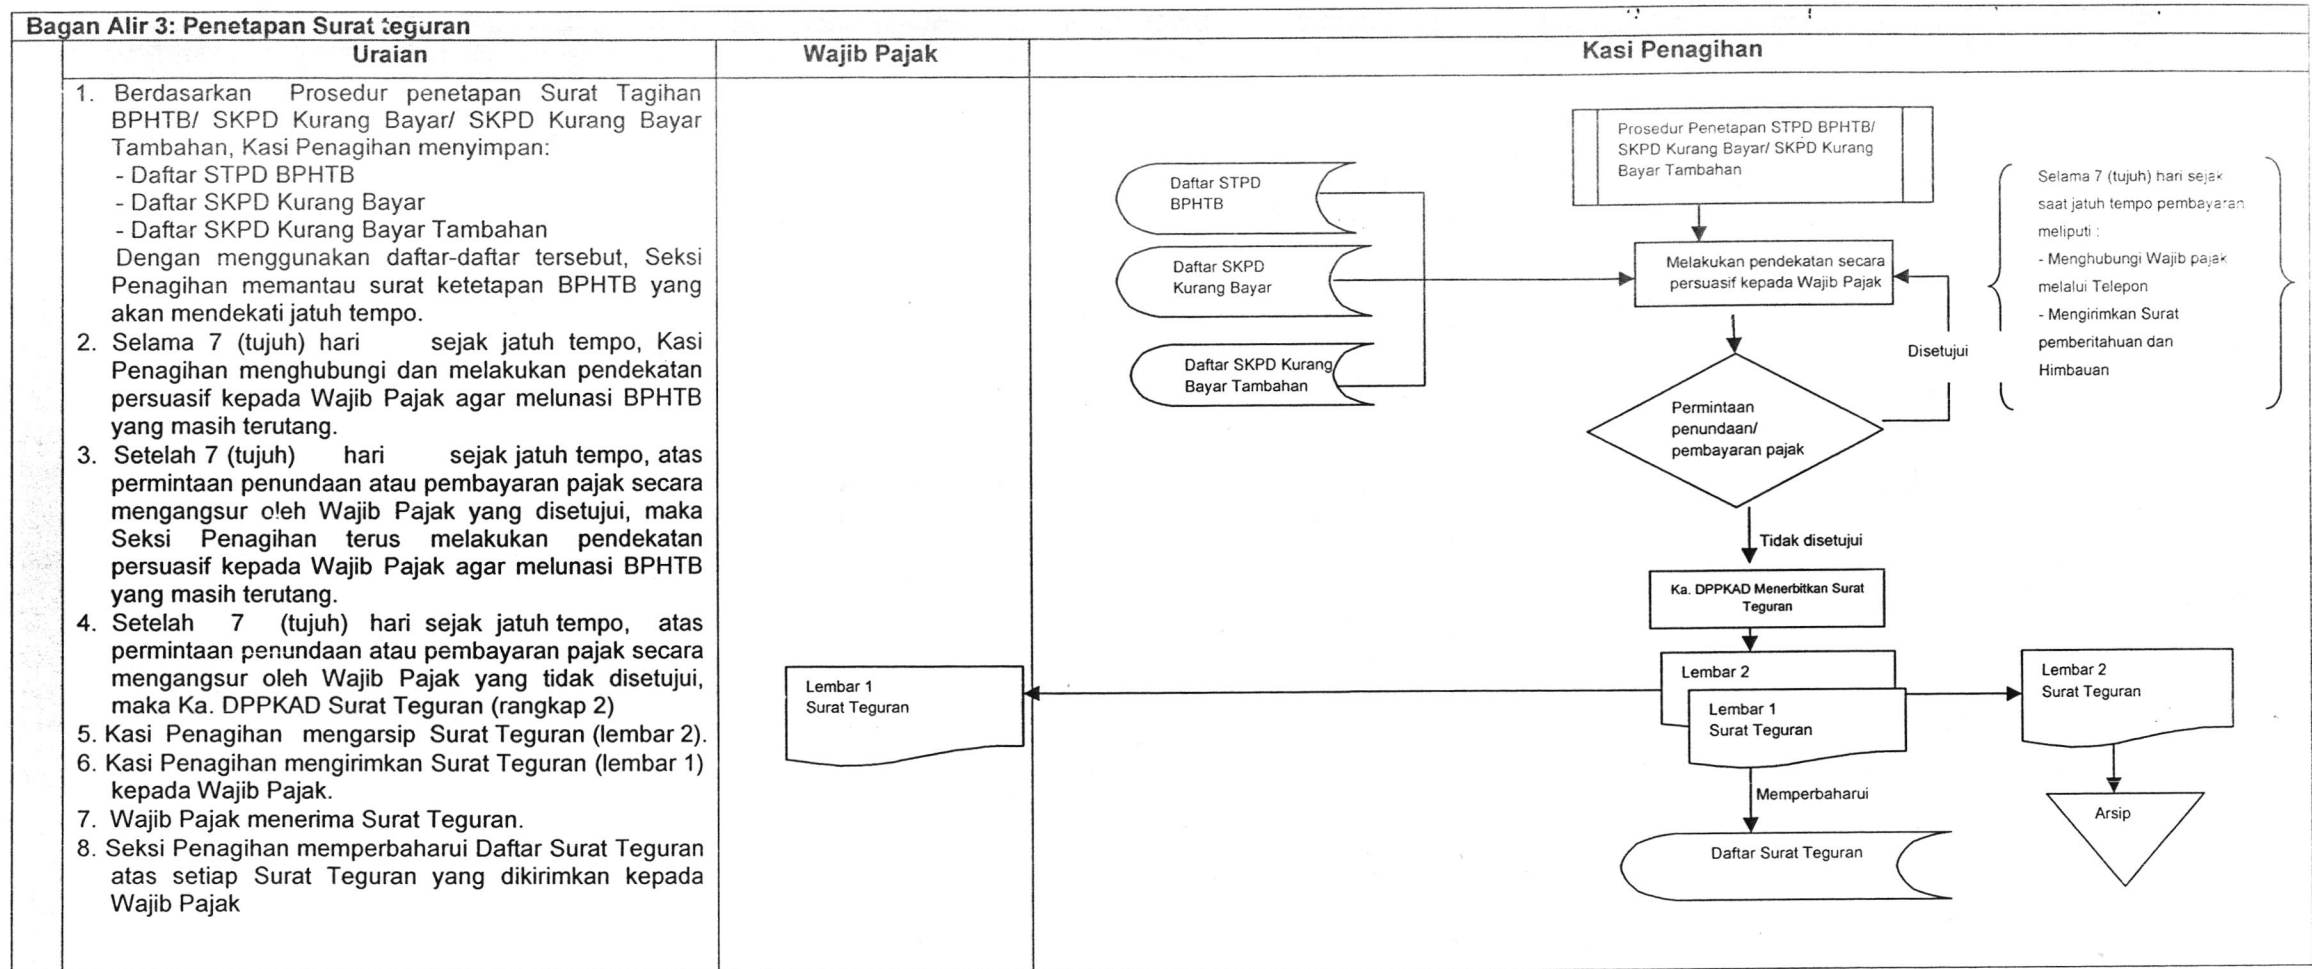 Bagan Alir 3: Penetapan Surat teguran
Uraian
Wajib Pajak
Kasi Penagihan
1. Berdasarkan Prosedur penetapan Surat Tagihan
BPHTB/ SKPD Kurang Bayar/ SKPD Kurang Bayar
Tambahan, Kasi Penagihan menyimpan:
- Daftar STPD BPHTB
- Daftar SKPD Kurang Bayar
- Daftar SKPD Kurang Bayar Tambahan
Dengan menggunakan daftar-daftar tersebut, Seksi
Penagihan memantau surat ketetapan BPHTB yang
akan mendekati jatuh tempo.
2. Selama 7 (tujuh) hari sejak jatuh tempo, Kasi
Penagihan menghubungi dan melakukan pendekatan
persuasif kepada Wajib Pajak agar melunasi BPHTB
yang masih terutang.
3. Setelah 7 (tujuh) hari sejak jatuh tempo, atas
permintaan penundaan atau pembayaran pajak secara
mengangsur oleh Wajib Pajak yang disetujui, maka
Seksi Penagihan terus melakukan pendekatan
persuasif kepada Wajib Pajak agar melunasi BPHTB
yang masih terutang.
4. Setelah 7 (tujuh) hari sejak jatuh tempo, atas
permintaan penundaan atau pembayaran pajak secara
mengangsur oleh Wajib Pajak yang tidak disetujui,
maka Ka. DPPKAD Surat Teguran (rangkap 2)
5. Kasi Penagihan mengarsip Surat Teguran (lembar 2).
6. Kasi Penagihan mengirimkan Surat Teguran (lembar 1)
kepada Wajib Pajak.
7. Wajib Pajak menerima Surat Teguran.
8. Seksi Penagihan memperbaharui Daftar Surat Teguran
atas setiap Surat Teguran yang dikirimkan kepada
Wajib Pajak
Lembar 1
Surat Teguran
Prosedur Penetapan STPD BPHTB/
SKPD Kurang Bayar/ SKPD Kurang
Bayar Tambahan
Daftar STPD
BPHTB
Daftar SKPD
Kurang Bayar
Daftar SKPD Kurang
Bayar Tambahan
Melakukan pendekatan secara
persuasif kepada Wajib Pajak
Selama 7 (tujuh) hari sejak
saat jatuh tempo pembayaran
meliputi :
- Menghubungi Wajib pajak
melalui Telepon
- Mengirimkan Surat
pemberitahuan dan
Himbauan
Disetujui
Permintaan
penundaan/
pembayaran pajak
Tidak disetujui
Ka. DPPKAD Menerbitkan Surat
Teguran
Lembar 2
Lembar 1
Surat Teguran
Lembar 2
Surat Teguran
Memperbaharui
Arsip
Daftar Surat Teguran